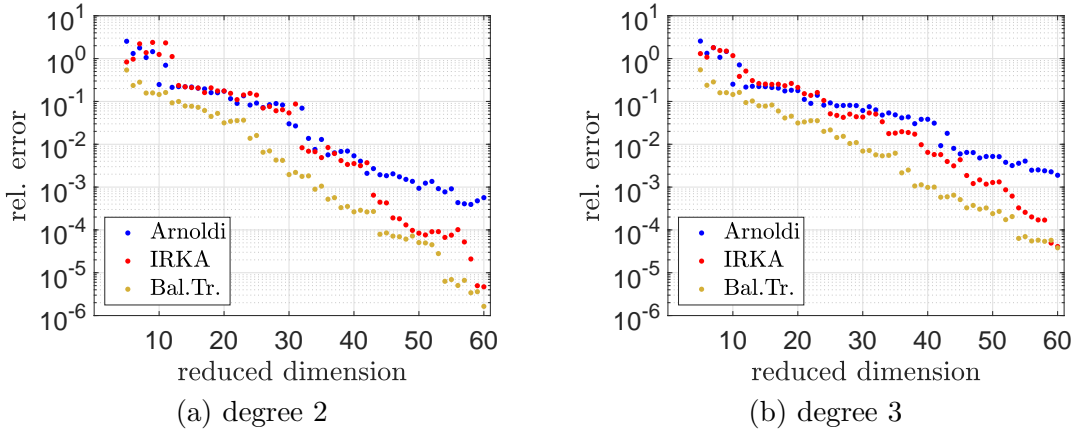 10^1
10^0
10^-1
10^-2
10^-3
10^-4
10^-5
10^-6
rel. error
Arnoldi
IRKA
Bal.Tr.
10 20 30 40 50 60
reduced dimension
(a) degree 2
10^1
10^0
10^-1
10^-2
10^-3
10^-4
10^-5
10^-6
rel. error
Arnoldi
IRKA
Bal.Tr.
10 20 30 40 50 60
reduced dimension
(b) degree 3